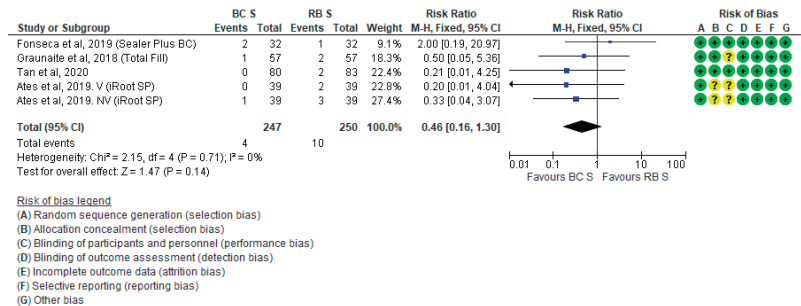 BC S RB S Risk Ratio Risk Ratio Risk of Bias
Study or Subgroup Events Total Events Total Weight M-H, Fixed, 95% CI M-H, Fixed, 95% CI A B C D E F G
Fonseca et al, 2019 (Sealer Plus BC) 2 32 1 32 9.1% 2.00 [0.19, 20.97] + + + + + + +
Graunaite et al, 2018 (Total Fill) 1 57 2 57 18.3% 0.50 [0.05, 5.36] + + ? + + + +
Tan et al, 2020 0 80 2 83 22.4% 0.21 [0.01, 4.25] + + + + + + +
Ates et al, 2019. V (iRoot SP) 0 39 2 39 22.8% 0.20 [0.01, 4.04] + ? ? + + + +
Ates et al, 2019. NV (iRoot SP) 1 39 3 39 27.4% 0.33 [0.04, 3.07] + ? ? + + + +
Total (95% CI) 247 250 100.0% 0.46 [0.16, 1.30]
Total events 4 10
Heterogeneity: Chi² = 2.15, df = 4 (P = 0.71); I² = 0%
Test for overall effect: Z = 1.47 (P = 0.14)
0.01 0.1 1 10 100
Favours BC S Favours RB S
Risk of bias legend
(A) Random sequence generation (selection bias)
(B) Allocation concealment (selection bias)
(C) Blinding of participants and personnel (performance bias)
(D) Blinding of outcome assessment (detection bias)
(E) Incomplete outcome data (attrition bias)
(F) Selective reporting (reporting bias)
(G) Other bias